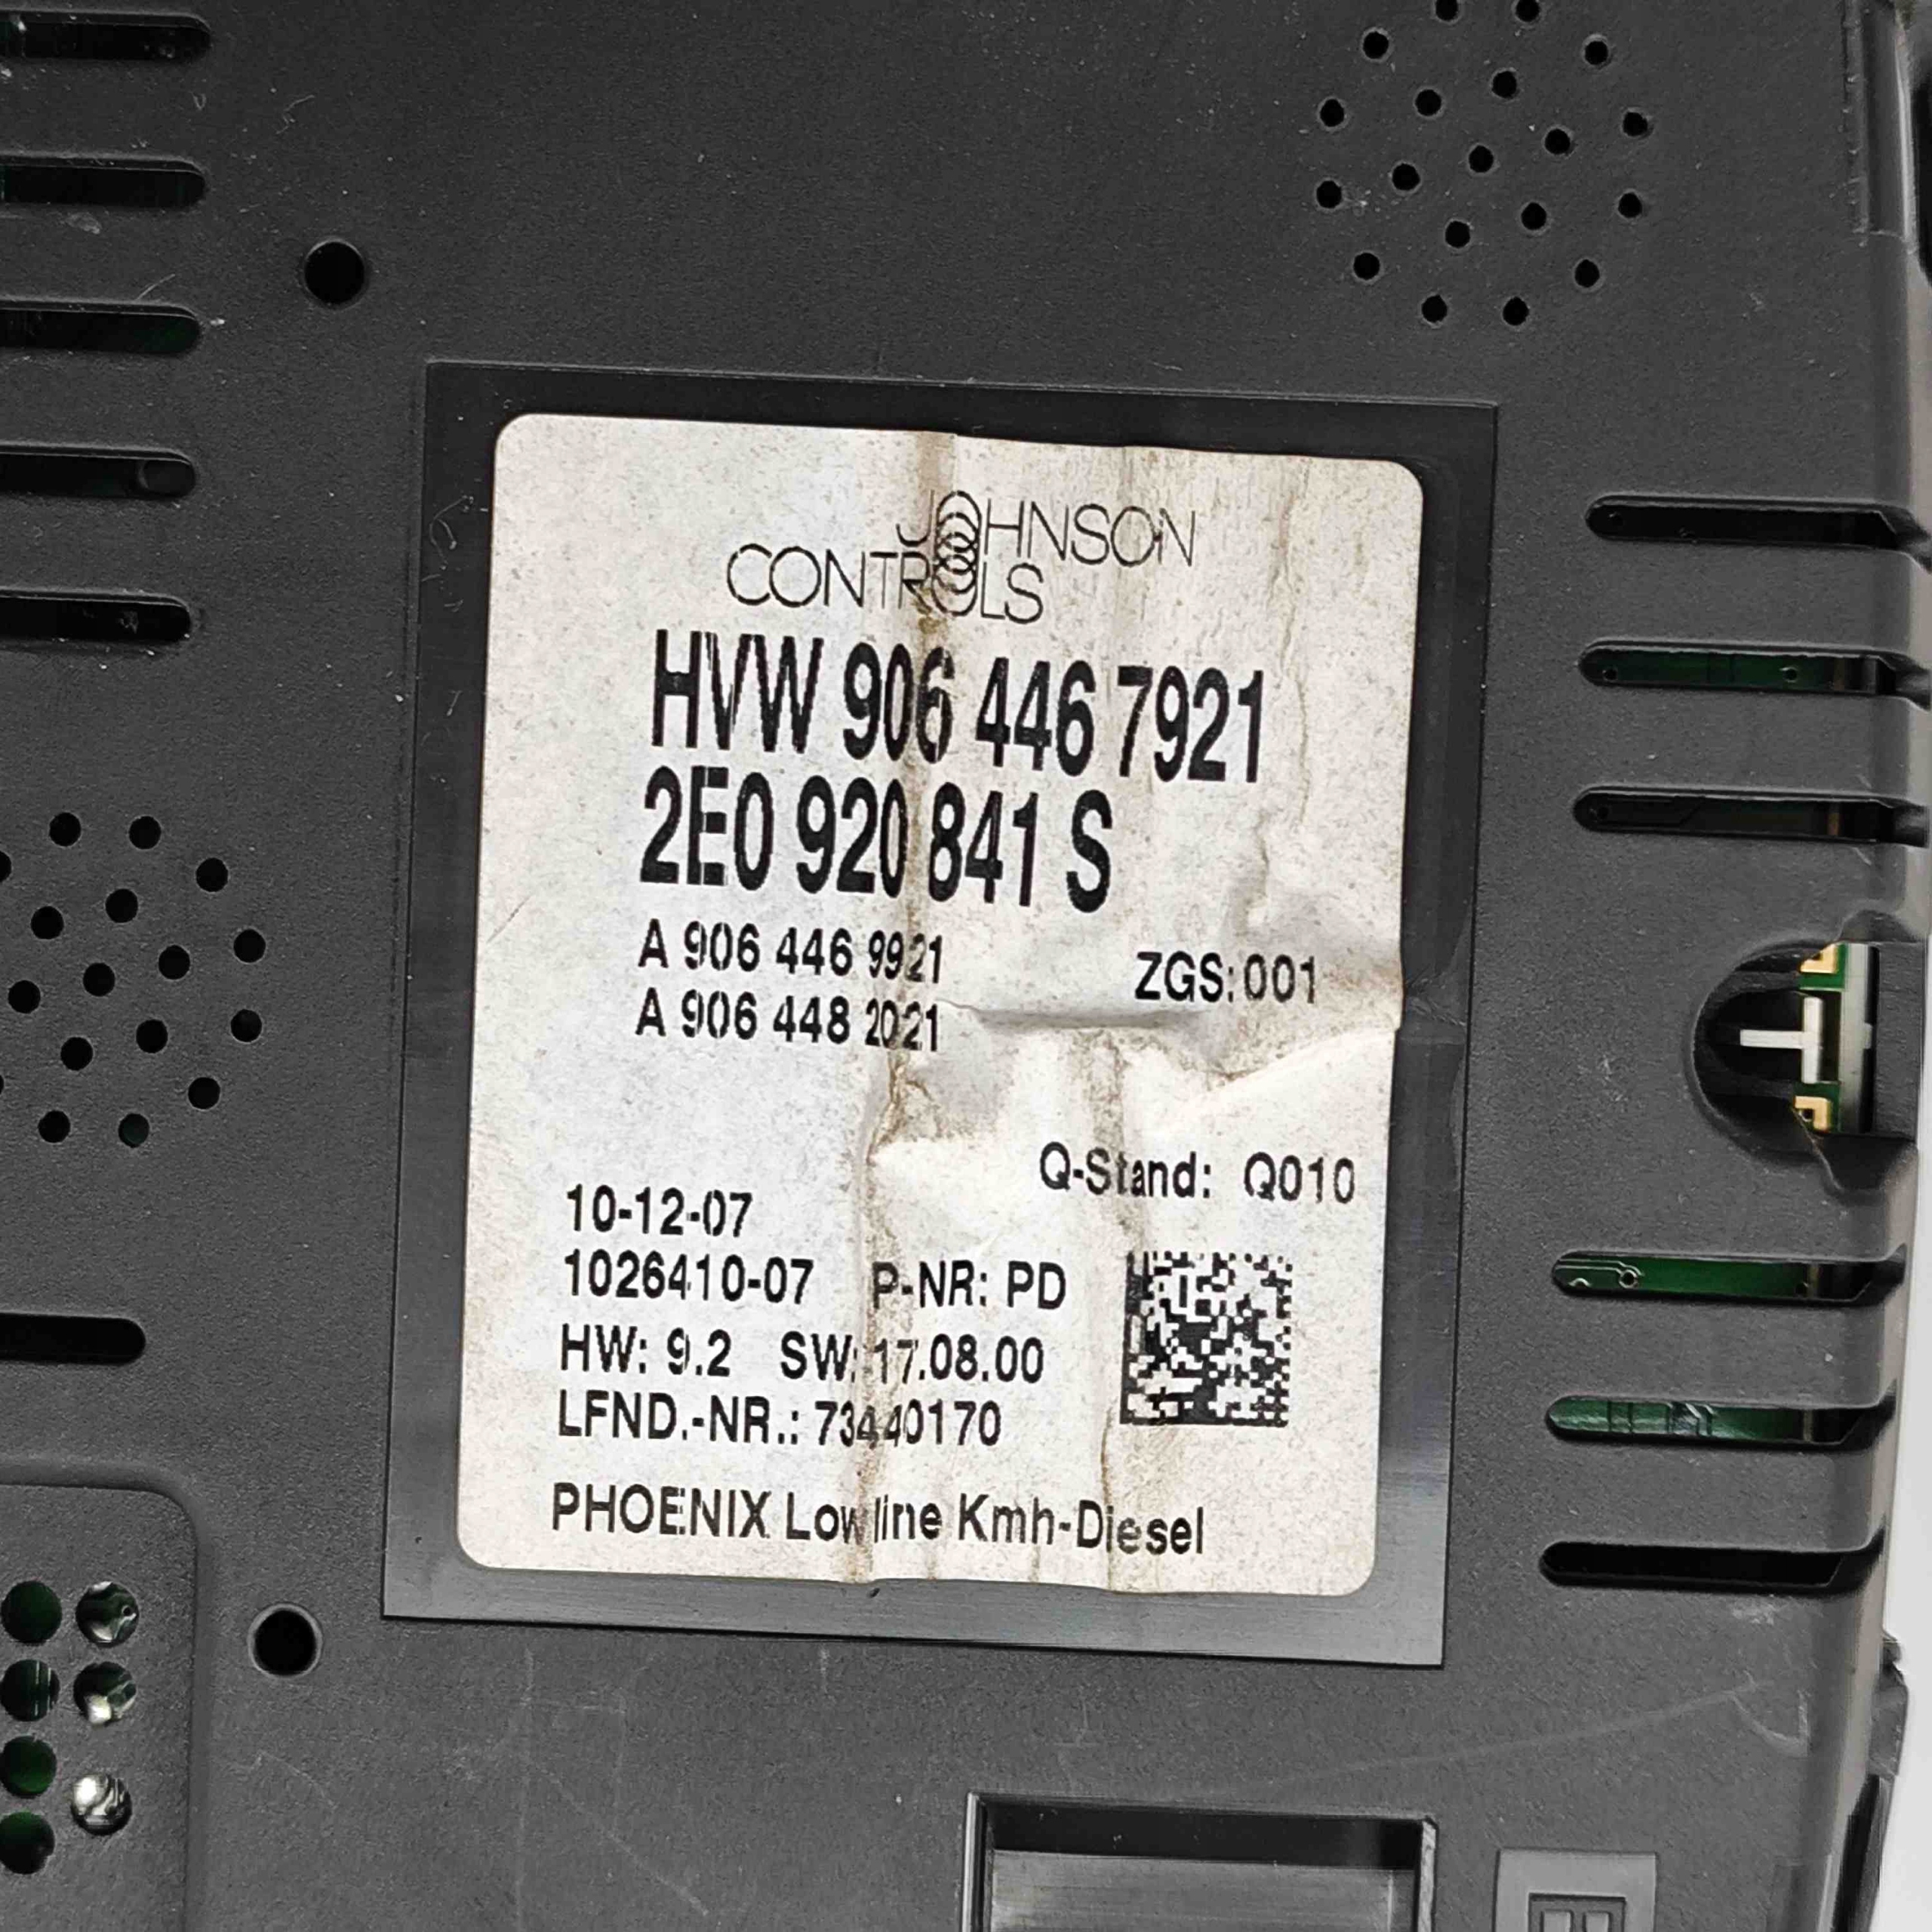 JOHNSON
CONTROLS
HVW 906 446 7921
2E0 920 841 S
A 906 446 9921 ZGS:001
A 906 448 2021
Q-Stand: Q010
10-12-07
1026410-07 P-NR: PD
HW: 9.2 SW: 17.08.00
LFND.-NR.: 73440170
PHOENIX Lowline Kmh-Diesel